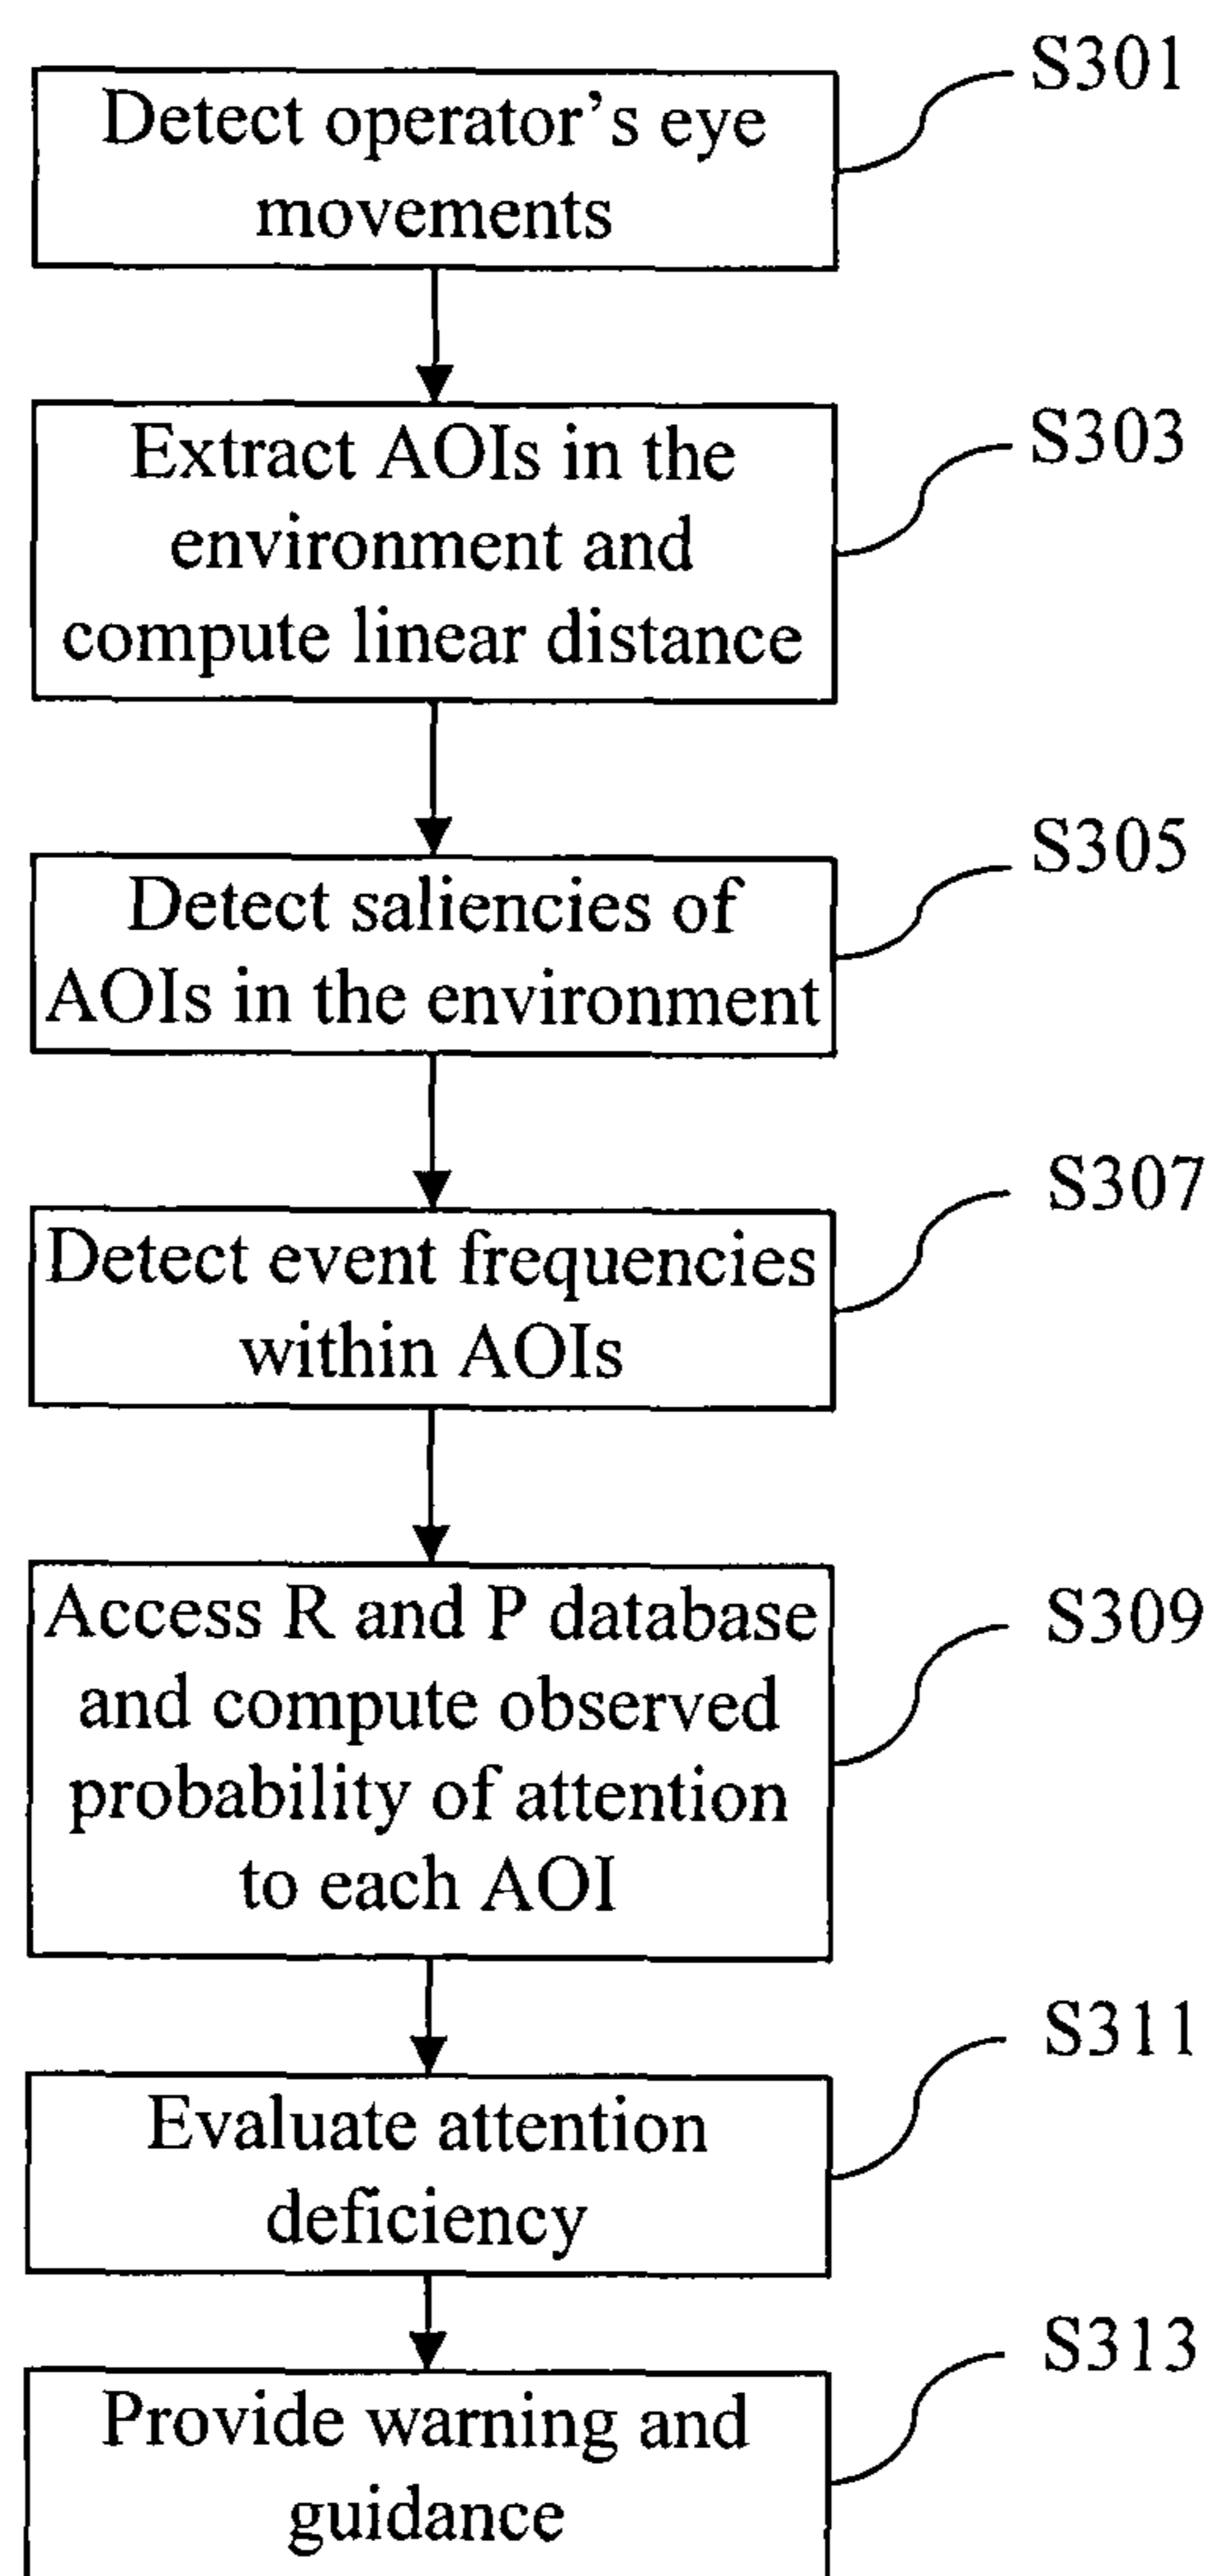 S301
Detect operator’s eye
movements
S303
Extract AOIs in the
environment and
compute linear distance
S305
Detect saliencies of
AOIs in the environment
S307
Detect event frequencies
within AOIs
S309
Access R and P database
and compute observed
probability of attention
to each AOI
S311
Evaluate attention
deficiency
S313
Provide warning and
guidance